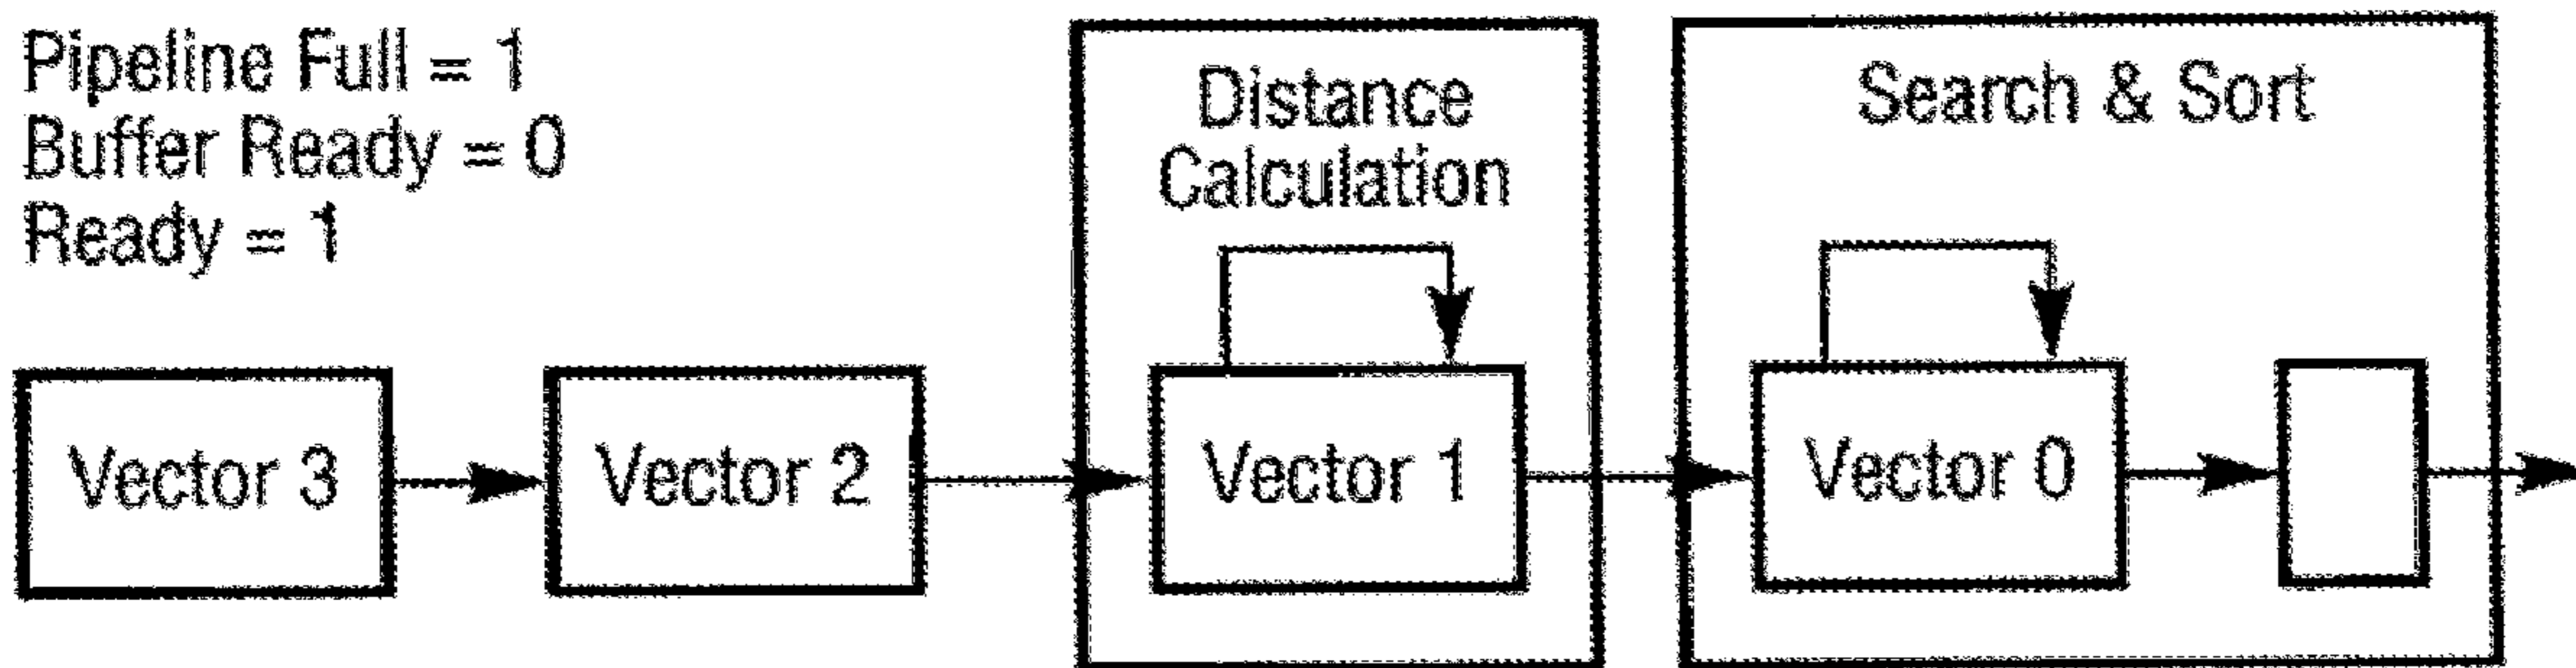 Pipeline Full = 1
Buffer Ready = 0
Ready = 1
Distance
Calculation
Search & Sort
Vector 3
Vector 2
Vector 1
Vector 0